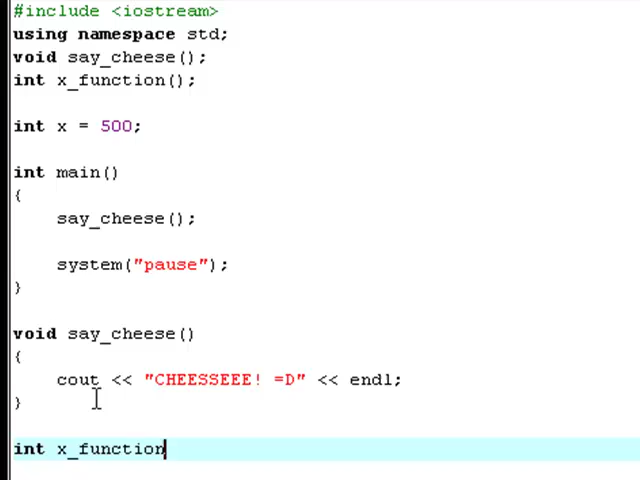 #include <iostream>
using namespace std;
void say_cheese();
int x_function();
int x = 500;
int main()
{
say_cheese();
system("pause");
}
void say_cheese()
{
cout << "CHEESSEEE! =D" << endl;
}
int x_function